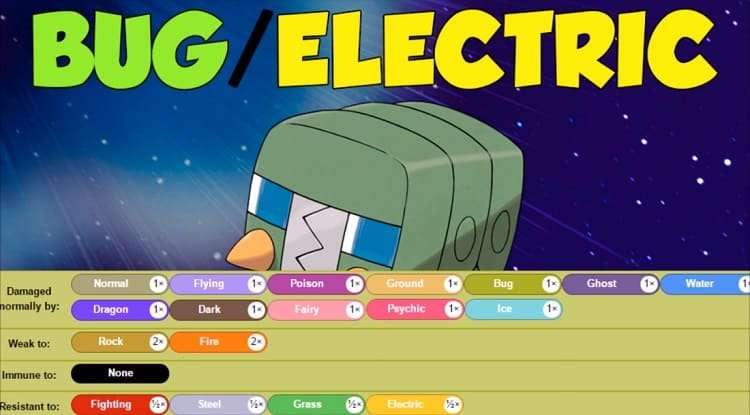 BUG/ELECTRIC
Damaged normally by:
Normal 1× Flying 1× Poison 1× Ground 1× Bug 1× Ghost 1× Water 1
Dragon 1× Dark 1× Fairy 1× Psychic 1× Ice 1×
Weak to: Rock 2× Fire 2×
Immune to: None
Resistant to: Fighting ½× Steel ½× Grass ½× Electric ½×